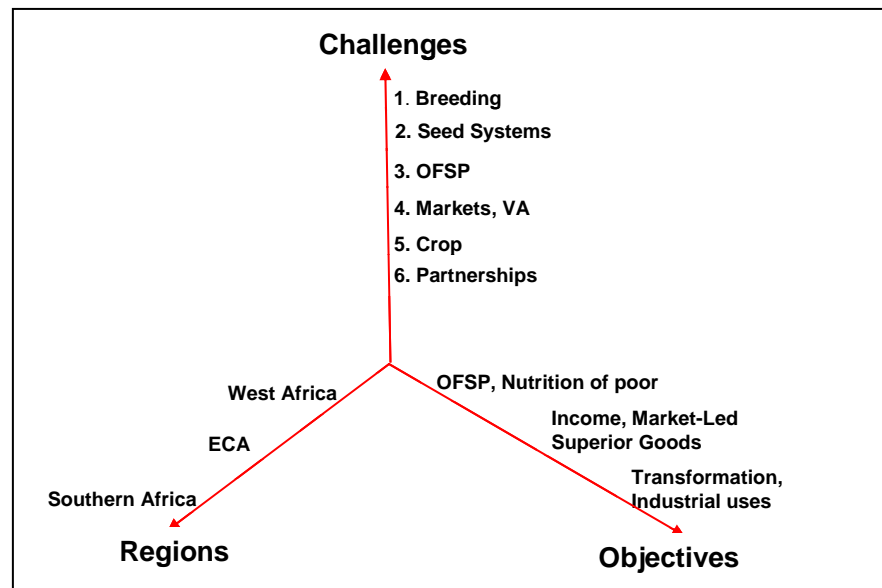 Challenges
1. Breeding
2. Seed Systems
3. OFSP
4. Markets, VA
5. Crop
6. Partnerships
West Africa
ECA
Southern Africa
Regions
OFSP, Nutrition of poor
Income, Market-Led
Superior Goods
Transformation,
Industrial uses
Objectives